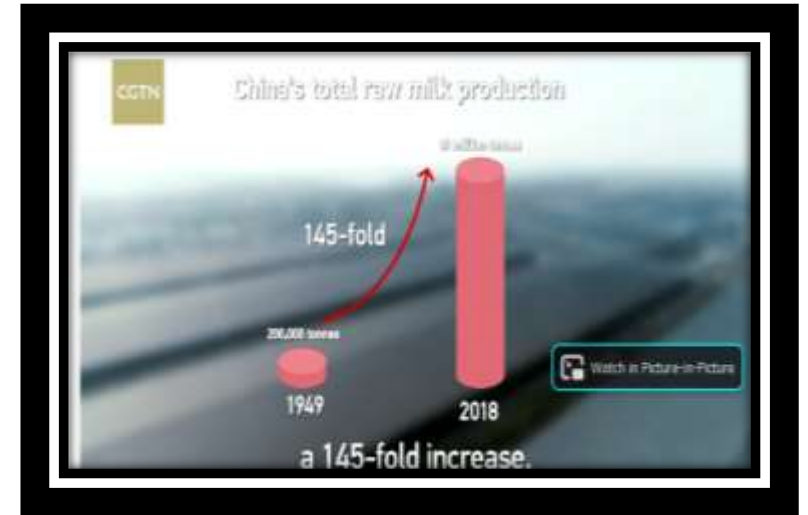 CGTN
China's total raw milk production
145-fold
200,000 tonnes
1949
2018
a 145-fold increase.
Watch in Picture-in-Picture